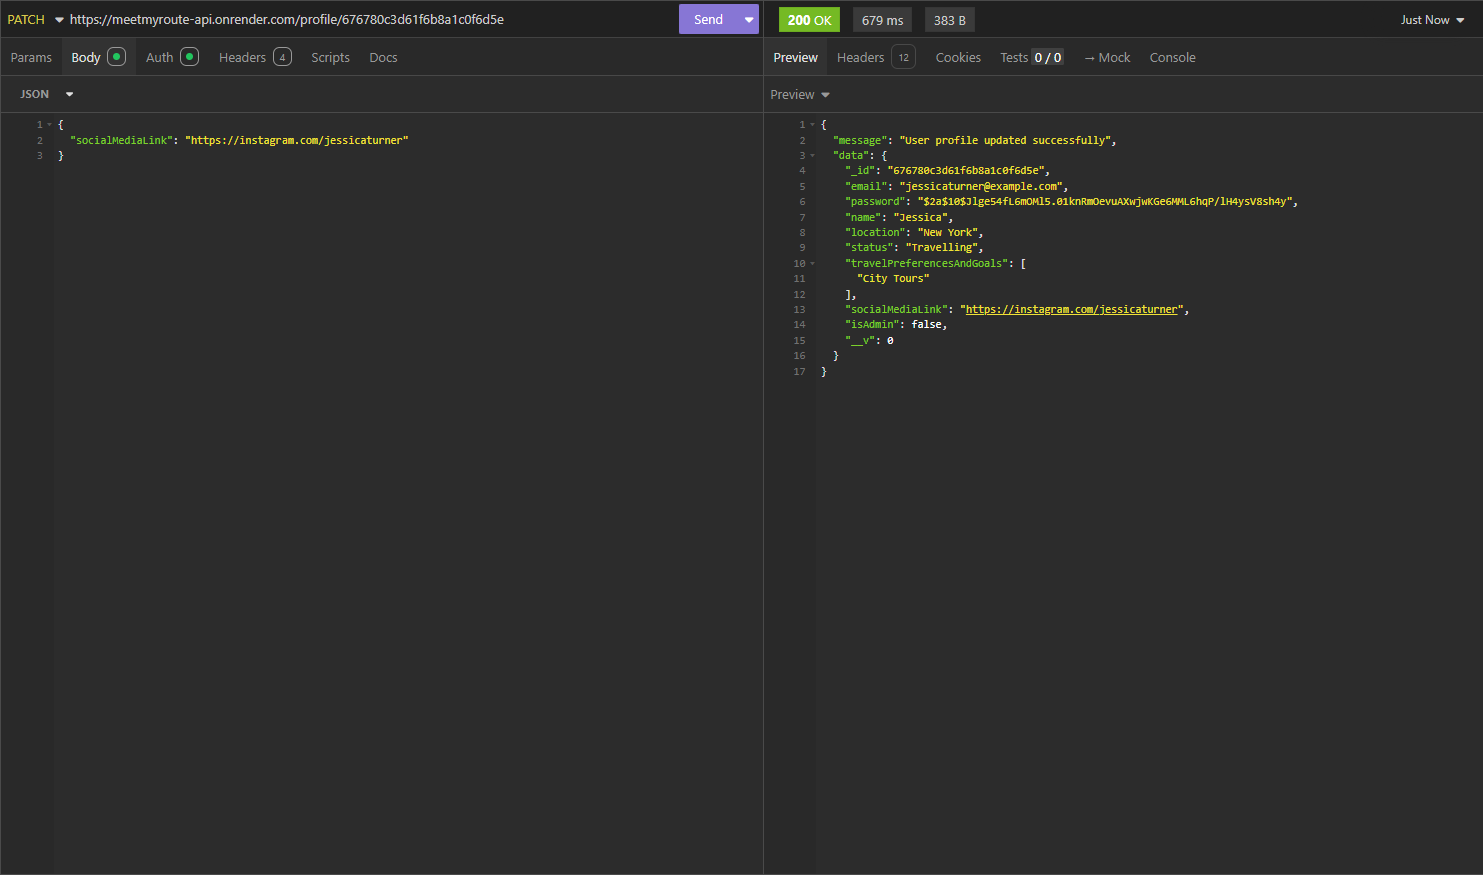 PATCH https://meetmyroute-api.onrender.com/profile/676780c3d61f6b8a1c0f6d5e Send
200 OK 679 ms 383 B Just Now
Params Body Auth Headers 4 Scripts Docs
Preview Headers 12 Cookies Tests 0 / 0 → Mock Console
JSON
Preview
1 {
2 "socialMediaLink": "https://instagram.com/jessicaturner"
3 }
1 {
2 "message": "User profile updated successfully",
3 "data": {
4 "_id": "676780c3d61f6b8a1c0f6d5e",
5 "email": "jessicaturner@example.com",
6 "password": "$2a$10$Jlge54fL6mOMl5.01knRmOevuAXwjwKGe6MML6hqP/lH4ysV8sh4y",
7 "name": "Jessica",
8 "location": "New York",
9 "status": "Travelling",
10 "travelPreferencesAndGoals": [
11 "City Tours"
12 ],
13 "socialMediaLink": "https://instagram.com/jessicaturner",
14 "isAdmin": false,
15 "__v": 0
16 }
17 }